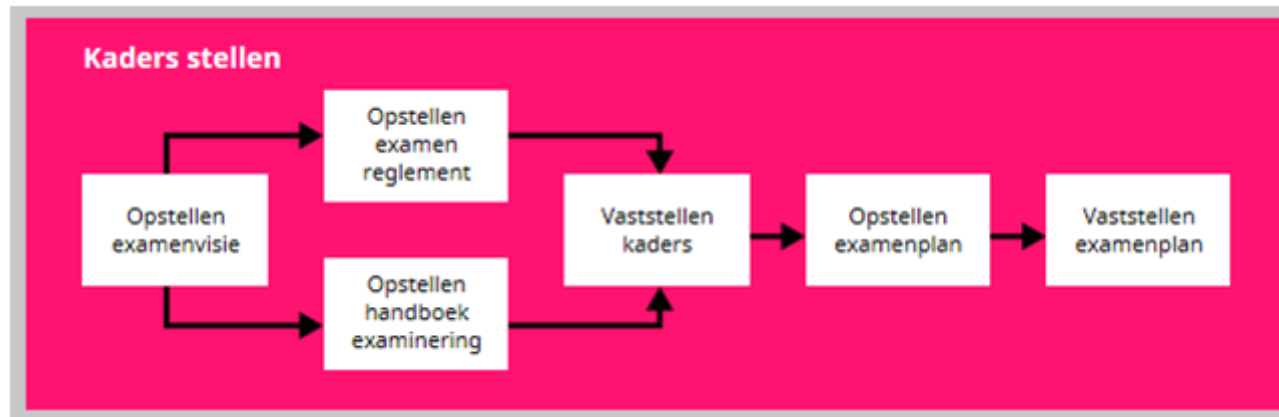 Kaders stellen
Opstellen
examen
reglement
Opstellen
examenvisie
Opstellen
handboek
examinering
Vaststellen
kaders
Opstellen
examenplan
Vaststellen
examenplan